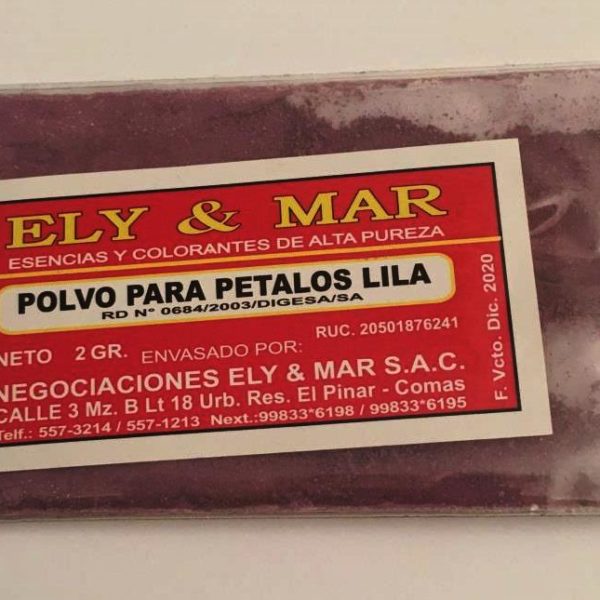 ELY & MAR
ESENCIAS Y COLORANTES DE ALTA PUREZA
POLVO PARA PETALOS LILA
RD Nº 0684/2003/DIGESA/SA
RUC. 20501876241
NETO 2 GR. ENVASADO POR:
NEGOCIACIONES ELY & MAR S.A.C.
CALLE 3 Mz. B Lt 18 Urb. Res. El Pinar - Comas
Telf.: 557-3214 / 557-1213 Next.:99833*6198 / 99833*6195
F. Vcto. Dic. 2020